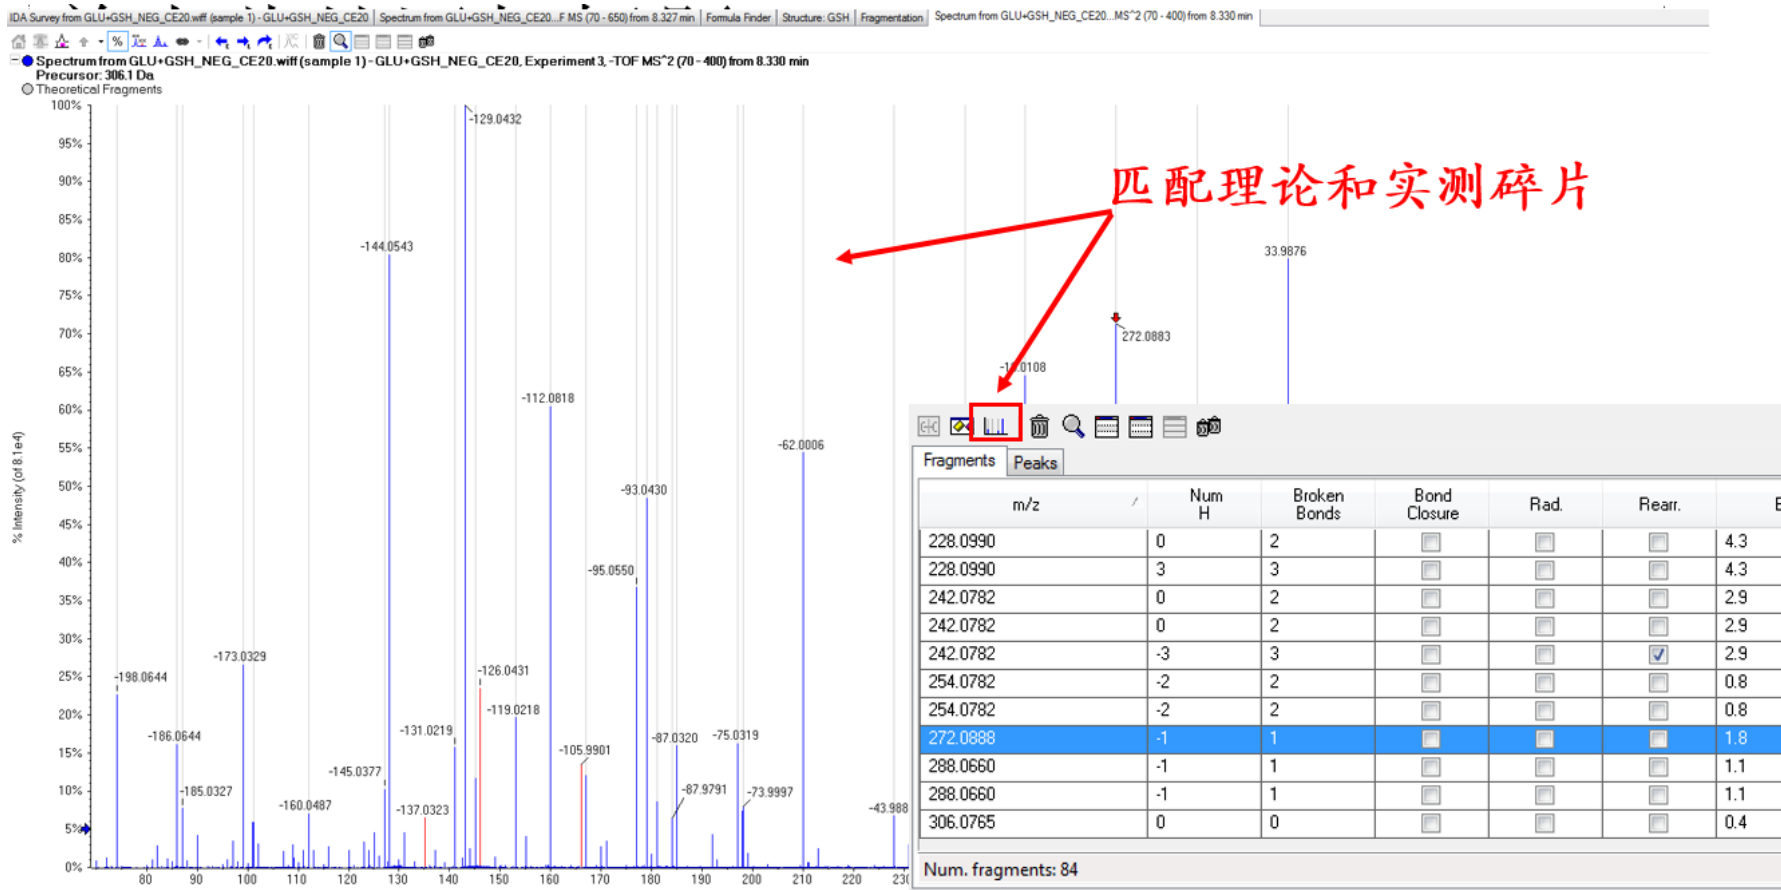 IDA Survey from GLU+GSH_NEG_CE20.wiff (sample 1) - GLU+GSH_NEG_CE20
Spectrum from GLU+GSH_NEG_CE20...F MS (70 - 650) from 8.327 min
Formula Finder
Structure: GSH
Fragmentation
Spectrum from GLU+GSH_NEG_CE20...MS^2 (70 - 400) from 8.330 min
%
Spectrum from GLU+GSH_NEG_CE20.wiff (sample 1) - GLU+GSH_NEG_CE20, Experiment 3, -TOF MS^2 (70 - 400) from 8.330 min
Precursor: 306.1 Da
Theoretical Fragments
% Intensity (of 8.1e4)
100%
95%
90%
85%
80%
75%
70%
65%
60%
55%
50%
45%
40%
35%
30%
25%
20%
15%
10%
5%
0%
80 90 100 110 120 130 140 150 160 170 180 190 200 210 220
-129.0432
匹配理论和实测碎片
-144.0543
33.9876
272.0883
-112.0818
-62.0006
-93.0430
-95.0550
-173.0329
-198.0644
-126.0431
-119.0218
-131.0219
-186.0644
-105.9901
-87.0320
-75.0319
-145.0377
-185.0327
-160.0487
-137.0323
-87.9791
-73.9997
-43.988
Fragments Peaks
m/z Num H Broken Bonds Bond Closure Rad. Rearr. E
228.0990 0 2 4.3
228.0990 3 3 4.3
242.0782 0 2 2.9
242.0782 0 2 2.9
242.0782 -3 3 2.9
254.0782 -2 2 0.8
254.0782 -2 2 0.8
272.0888 -1 1 1.8
288.0660 -1 1 1.1
288.0660 -1 1 1.1
306.0765 0 0 0.4
Num. fragments: 84